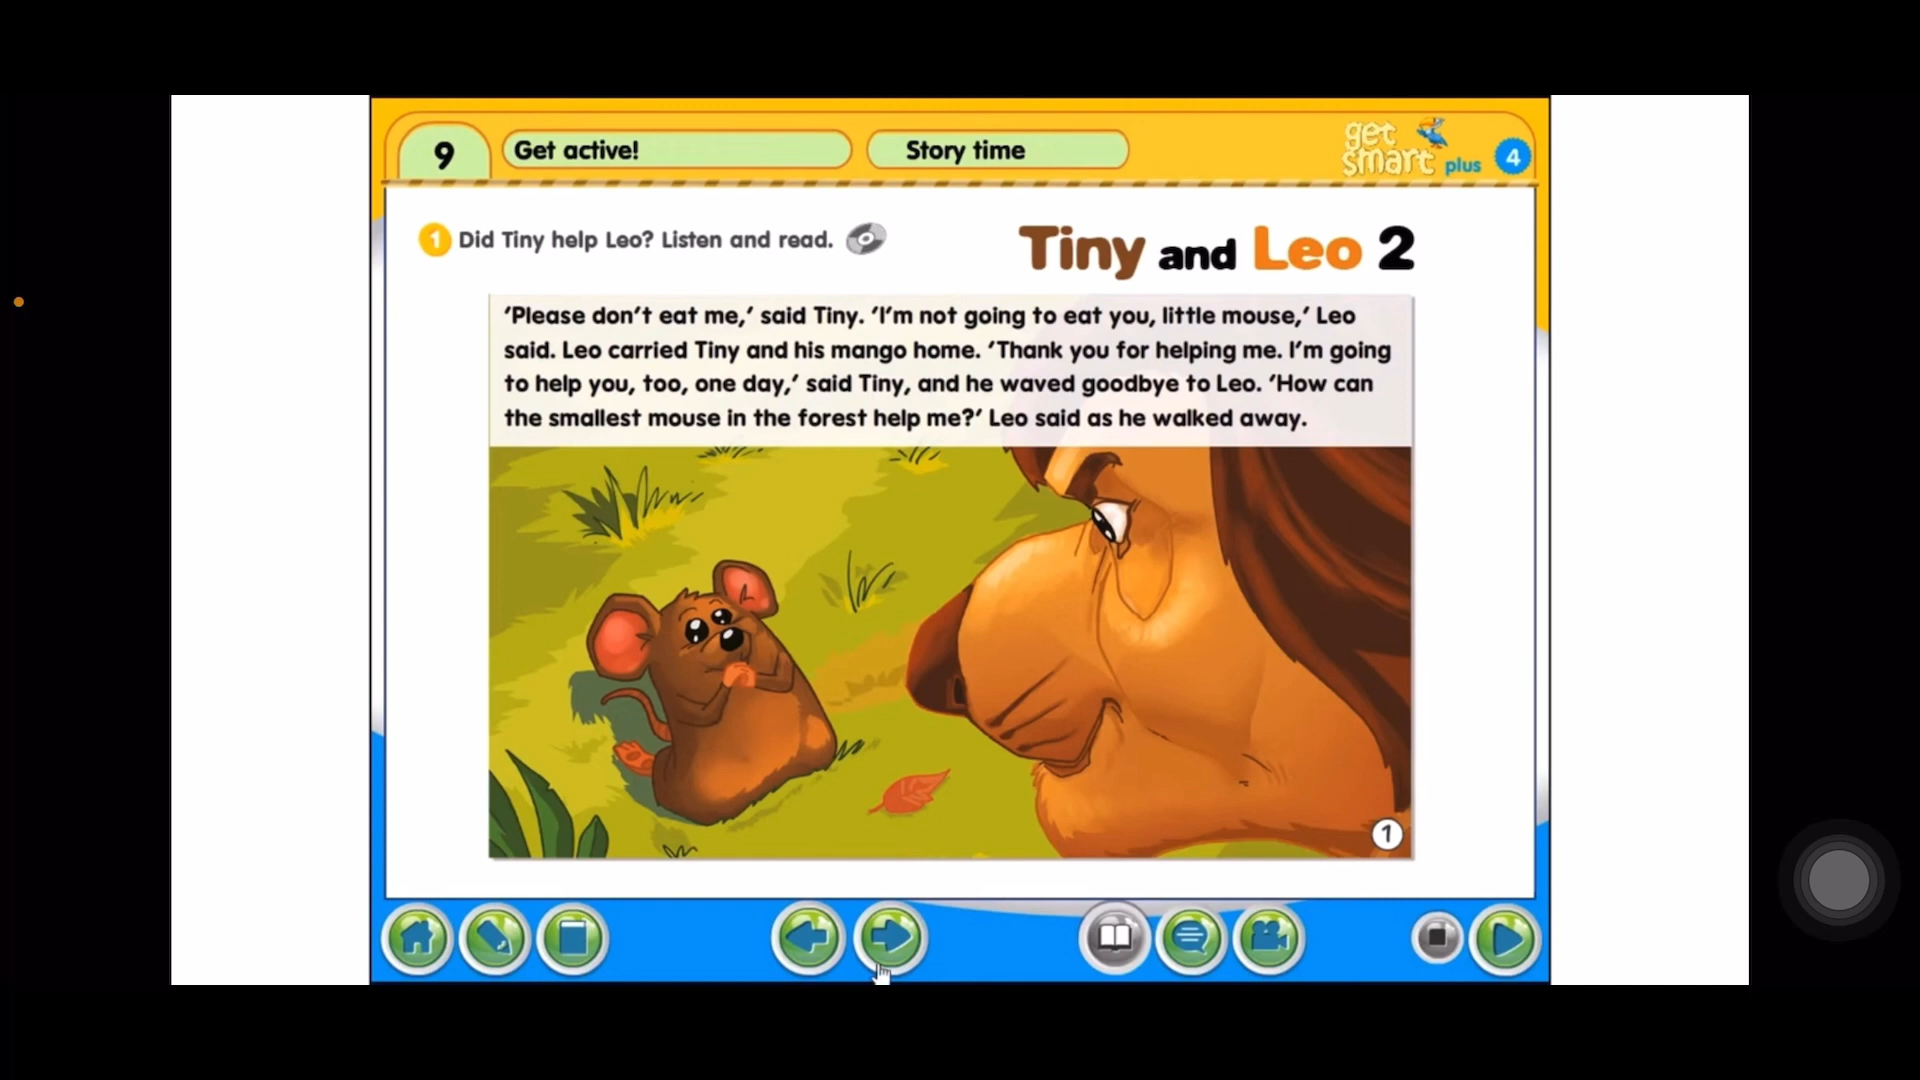 9
Get active!
Story time
get
smart plus 4
1 Did Tiny help Leo? Listen and read.
Tiny and Leo 2
‘Please don’t eat me,’ said Tiny. ‘I’m not going to eat you, little mouse,’ Leo
said. Leo carried Tiny and his mango home. ‘Thank you for helping me. I’m going
to help you, too, one day,’ said Tiny, and he waved goodbye to Leo. ‘How can
the smallest mouse in the forest help me?’ Leo said as he walked away.
1